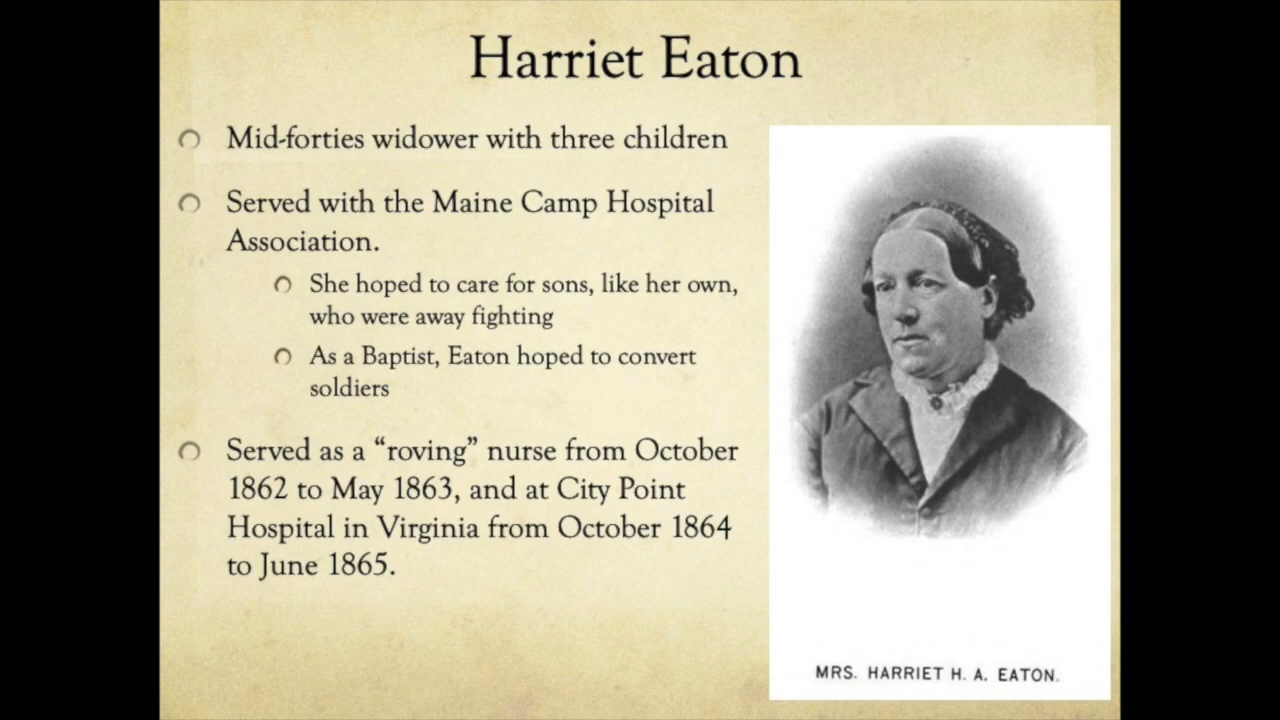 Harriet Eaton
Mid-forties widower with three children
Served with the Maine Camp Hospital
Association.
She hoped to care for sons, like her own,
who were away fighting
As a Baptist, Eaton hoped to convert
soldiers
Served as a “roving” nurse from October
1862 to May 1863, and at City Point
Hospital in Virginia from October 1864
to June 1865.
MRS. HARRIET H. A. EATON.